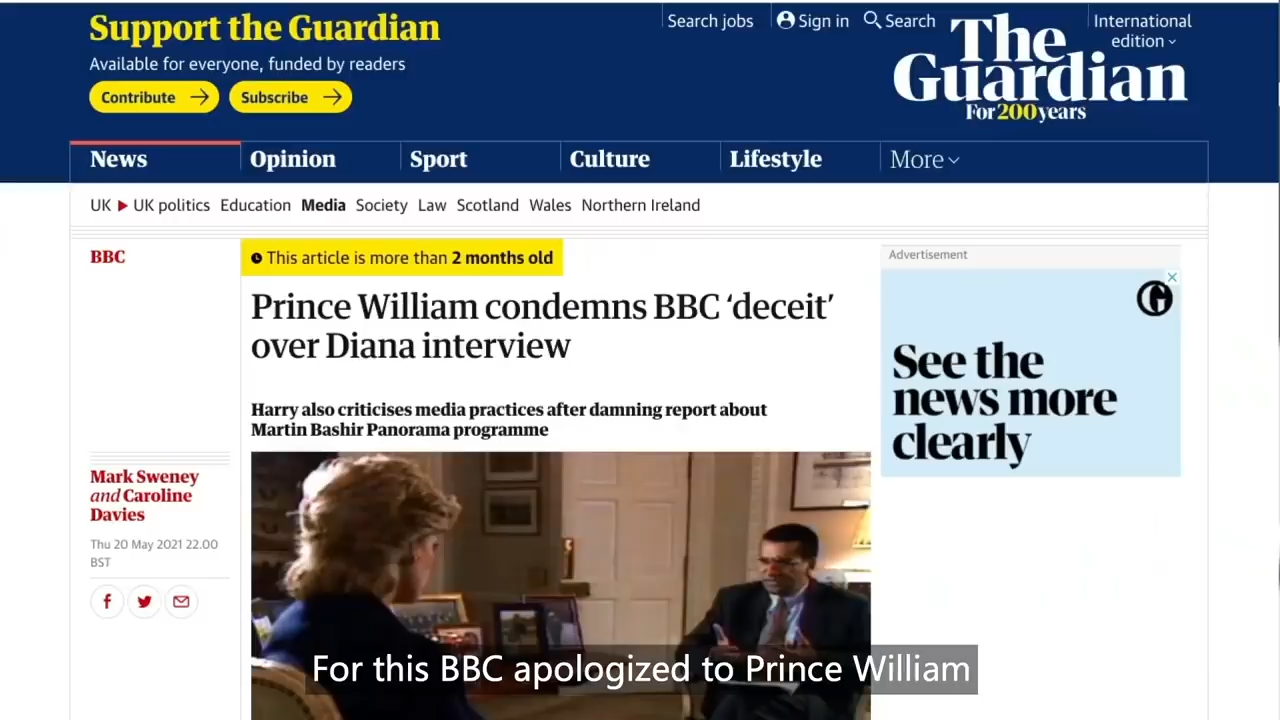 Support the Guardian
Available for everyone, funded by readers
Contribute
Subscribe
Search jobs
Sign in
Search
International
edition
The
Guardian
For 200 years
News
Opinion
Sport
Culture
Lifestyle
More
UK UK politics Education Media Society Law Scotland Wales Northern Ireland
BBC
This article is more than 2 months old
Prince William condemns BBC ‘deceit’
over Diana interview
Harry also criticises media practices after damning report about
Martin Bashir Panorama programme
Mark Sweney
and Caroline
Davies
Thu 20 May 2021 22.00
BST
Advertisement
See the
news more
clearly
For this BBC apologized to Prince William